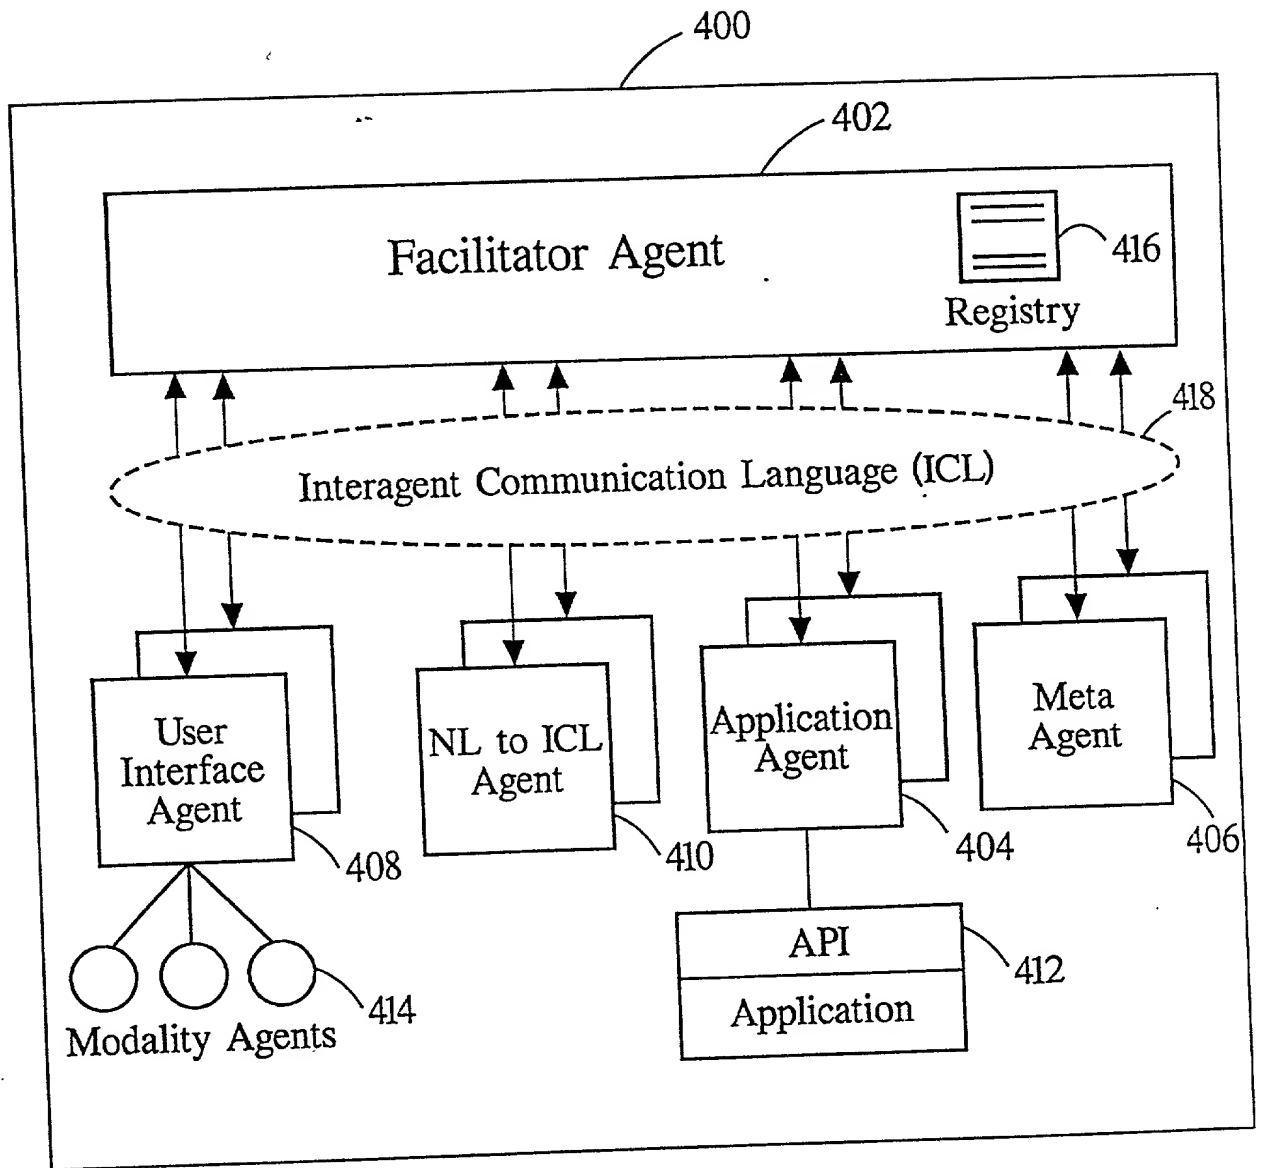 400
402
Facilitator Agent
416
Registry
418
Interagent Communication Language (ICL)
User
Interface
Agent
408
NL to ICL
Agent
410
Application
Agent
404
Meta
Agent
406
API
Application
412
414
Modality Agents